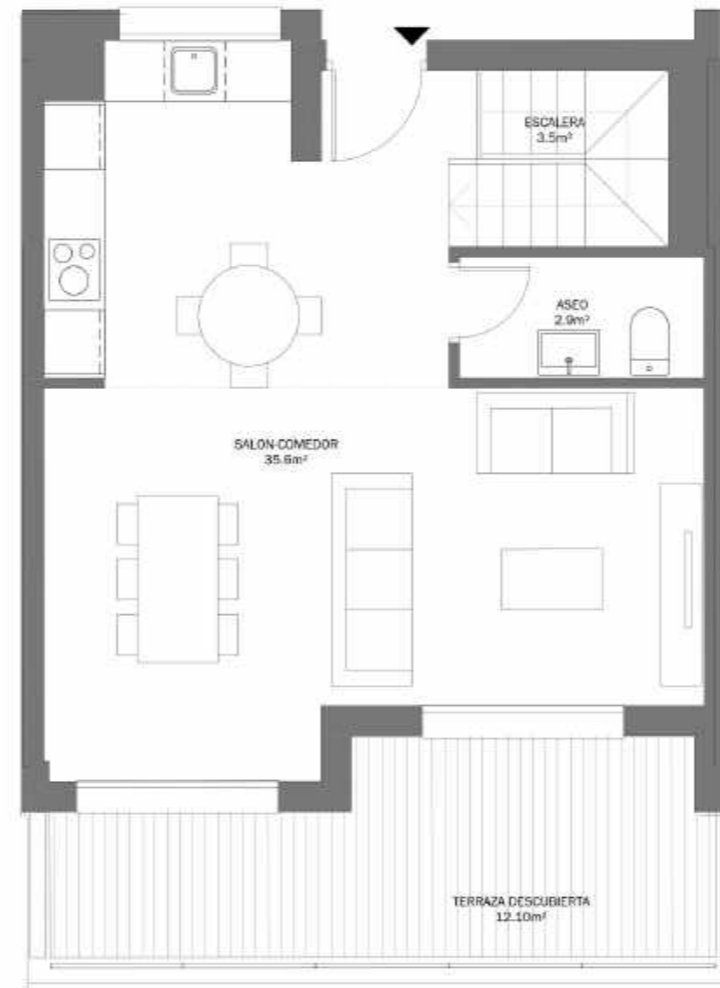 ESCALERA
3.5m²
ASEO
2.9m²
SALON-COMEDOR
35.6m²
TERRAZA DESCUBIERTA
12.10m²